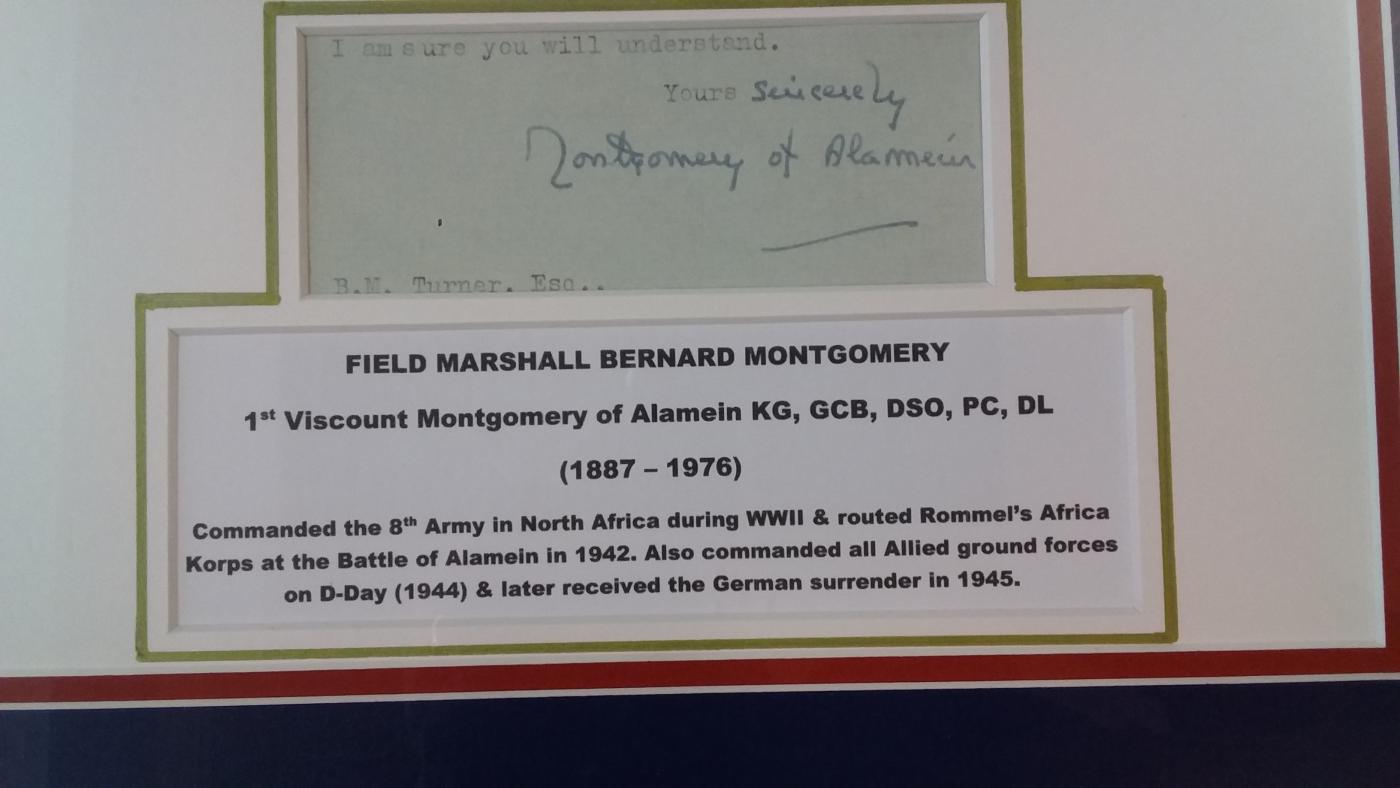 I am sure you will understand.
Yours sincerely
Montgomery of Alamein
B.M. Turner. Esq..
FIELD MARSHALL BERNARD MONTGOMERY
1st Viscount Montgomery of Alamein KG, GCB, DSO, PC, DL
(1887 – 1976)
Commanded the 8th Army in North Africa during WWII & routed Rommel's Africa
Korps at the Battle of Alamein in 1942. Also commanded all Allied ground forces
on D-Day (1944) & later received the German surrender in 1945.